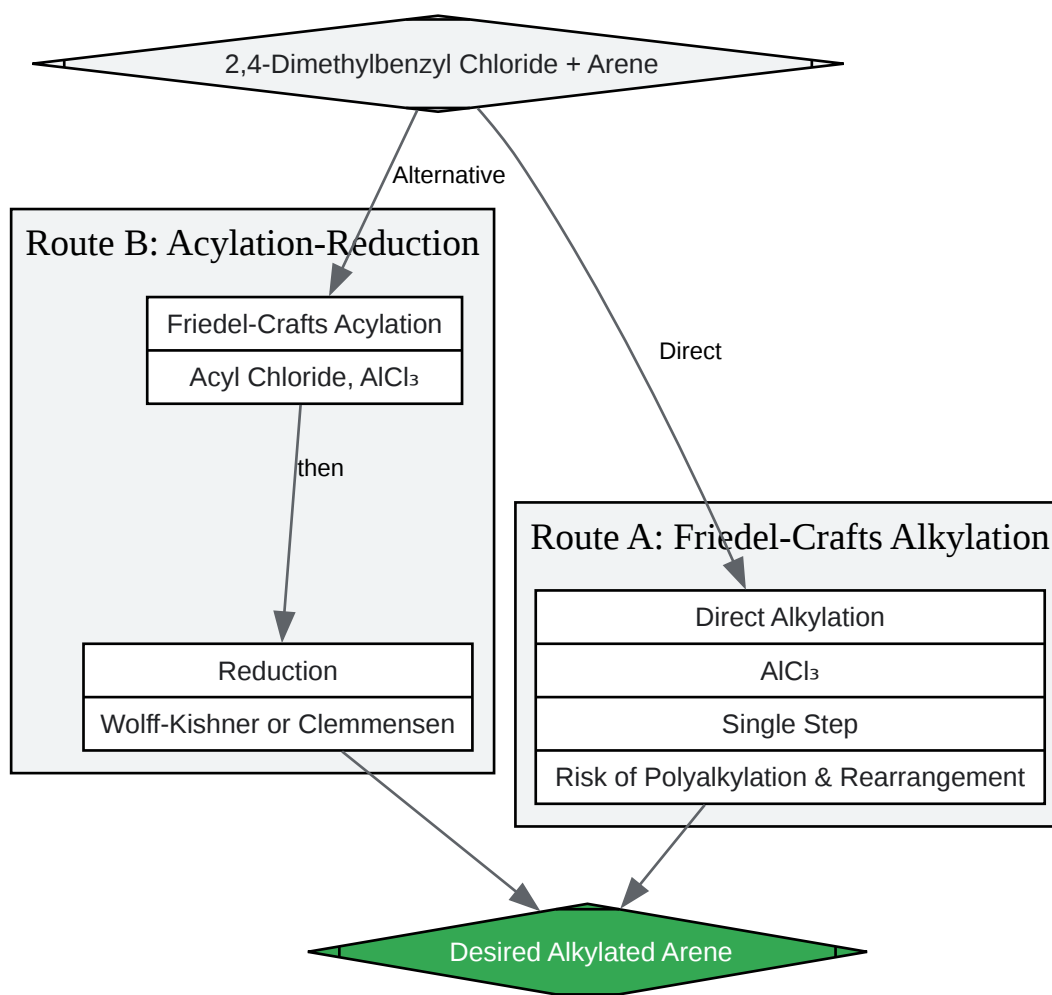 2,4-Dimethylbenzyl Chloride + Arene
Alternative
Route B: Acylation-Reduction
Friedel-Crafts Acylation
Acyl Chloride, AlCl₃
then
Reduction
Wolff-Kishner or Clemmensen
Direct
Route A: Friedel-Crafts Alkylation
Direct Alkylation
AlCl₃
Single Step
Risk of Polyalkylation & Rearrangement
Desired Alkylated Arene